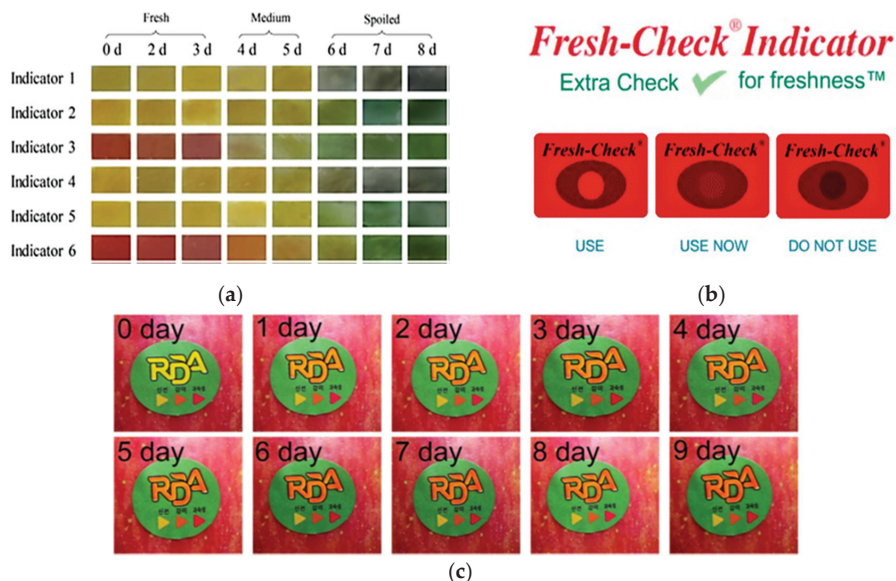 Fresh Medium Spoiled
0 d 2 d 3 d 4 d 5 d 6 d 7 d 8 d
Indicator 1
Indicator 2
Indicator 3
Indicator 4
Indicator 5
Indicator 6
(a)
Fresh-Check® Indicator
Extra Check for freshness™
Fresh-Check® Fresh-Check® Fresh-Check®
USE USE NOW DO NOT USE
(b)
0 day 1 day 2 day 3 day 4 day
RDA RDA RDA RDA RDA
5 day 6 day 7 day 8 day 9 day
RDA RDA RDA RDA RDA
(c)